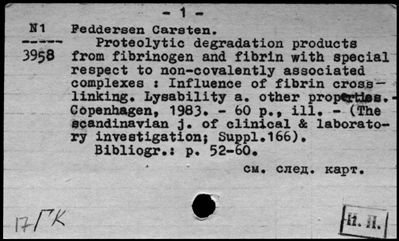 - 1 -
N1 Feddersen Carsten.
3958 Proteolytic degradation products
from fibrinogen and fibrin with special
respect to non-covalently associated
complexes : Influence of fibrin cross-
linking. Lysability a. other properties.-
Copenhagen, 1983. - 60 p., ill. - (The
scandinavian j. of clinical & laborato-
ry investigation; Suppl.166).
Bibliogr.: p. 52-60.
см. след. карт.
17/ГК
Н. П.